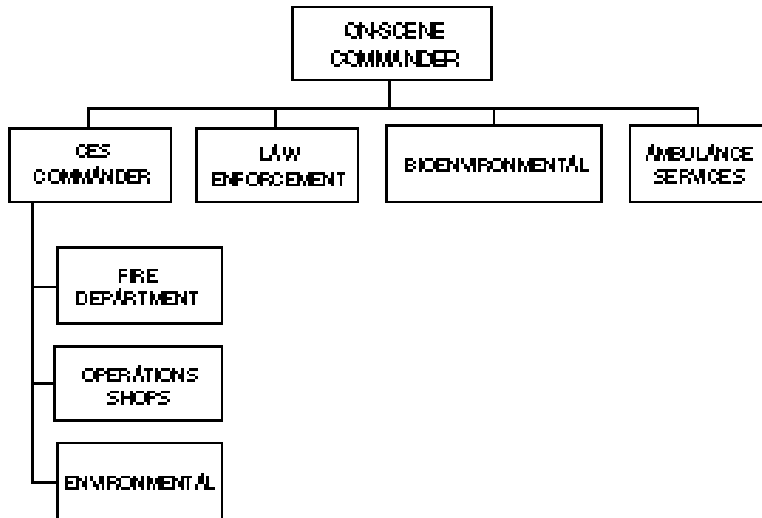 ON-SCENE
COMMANDER
CES
COMMANDER
LAW
ENFORCEMENT
BIOENVIRONMENTAL
AMBULANCE
SERVICES
FIRE
DEPARTMENT
OPERATIONS
SHOPS
ENVIRONMENTAL